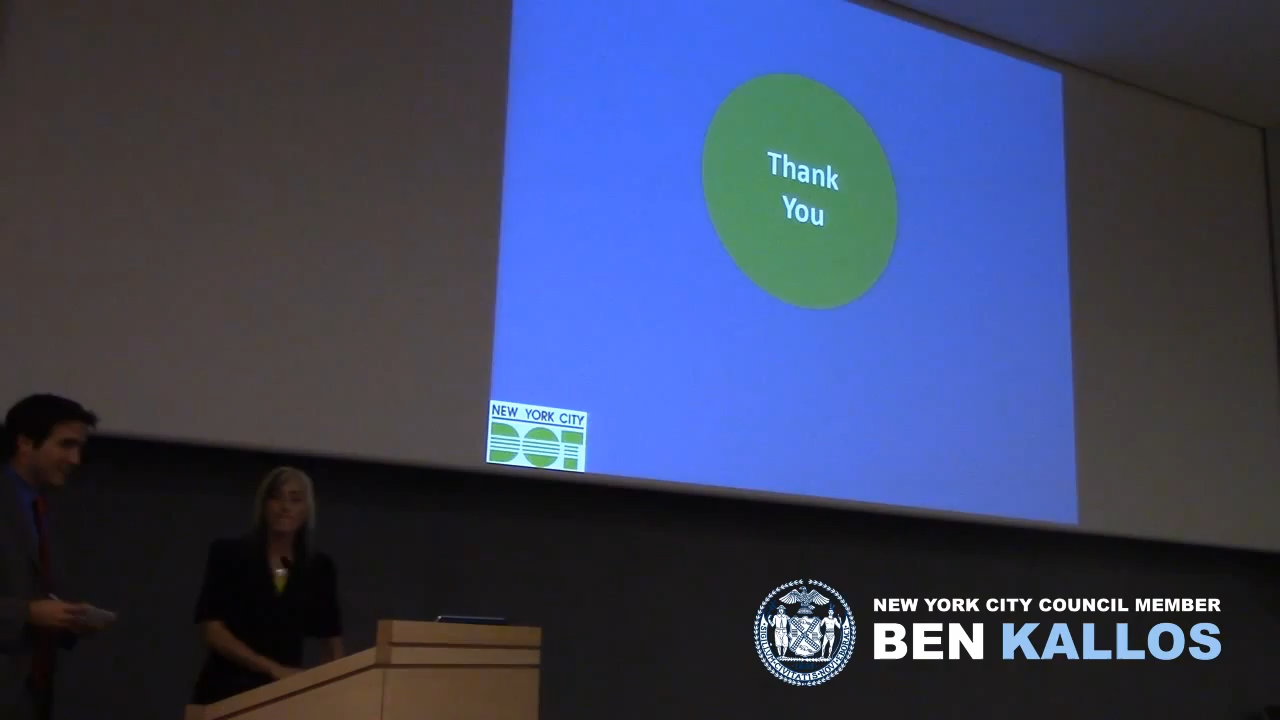 Thank
You
NEW YORK CITY
DOT
NEW YORK CITY COUNCIL MEMBER
BEN KALLOS